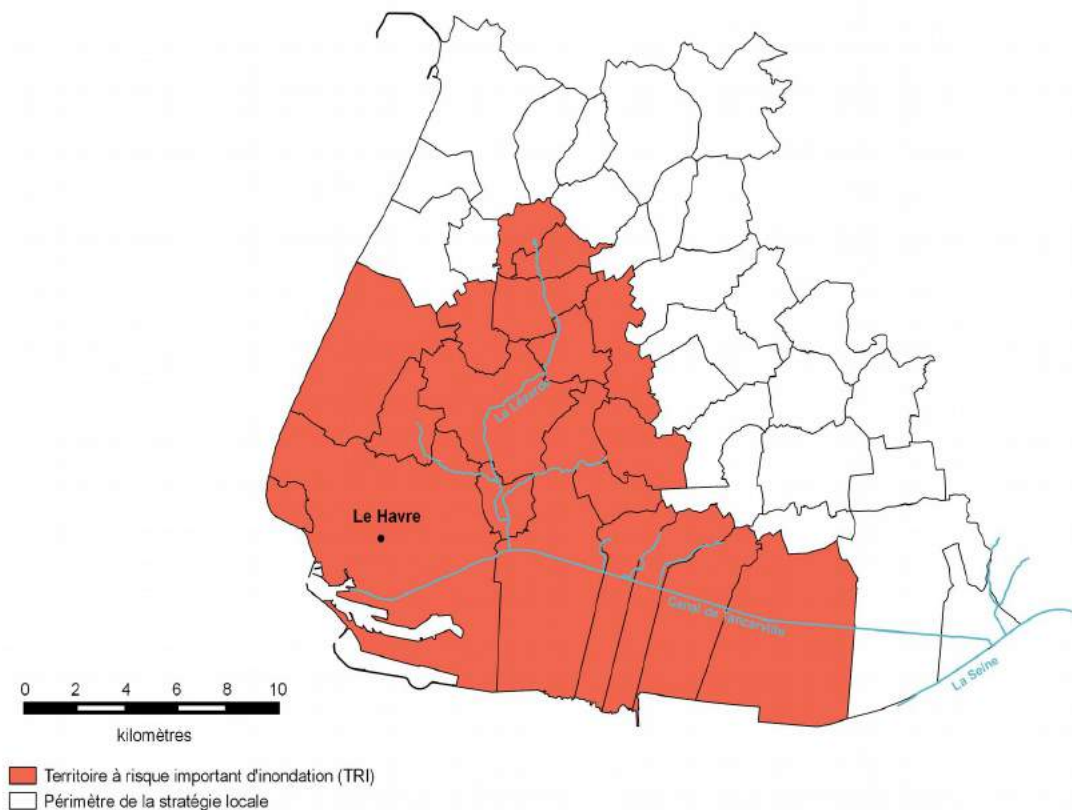 La Lézarde
Le Havre
Canal de Tancarville
La Seine
0 2 4 6 8 10
kilomètres
Territoire à risque important d'inondation (TRI)
Périmètre de la stratégie locale